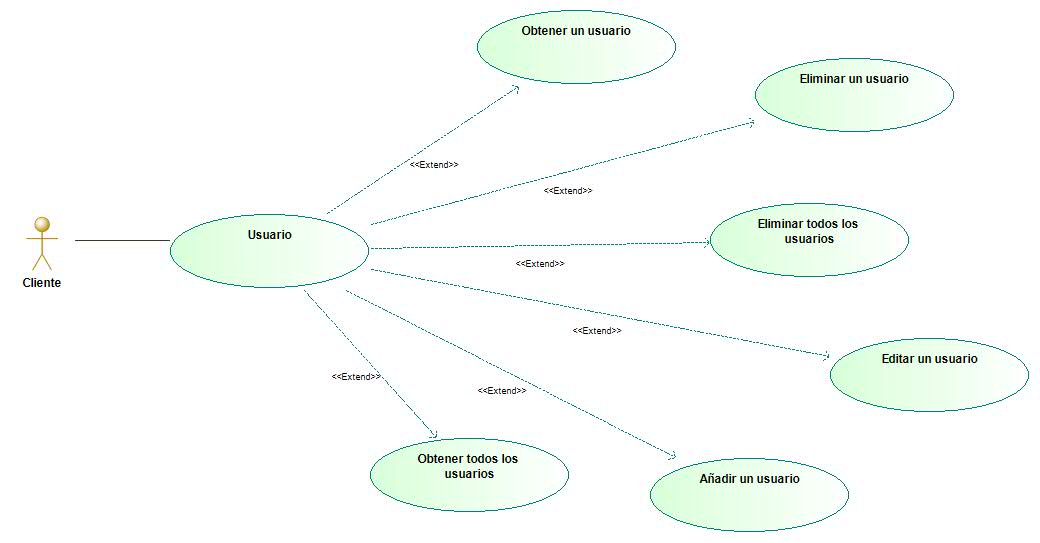 Obtener un usuario
Eliminar un usuario
<<Extend>>
<<Extend>>
Usuario
Eliminar todos los
usuarios
<<Extend>>
Cliente
<<Extend>>
Editar un usuario
<<Extend>>
<<Extend>>
Obtener todos los
usuarios
Añadir un usuario